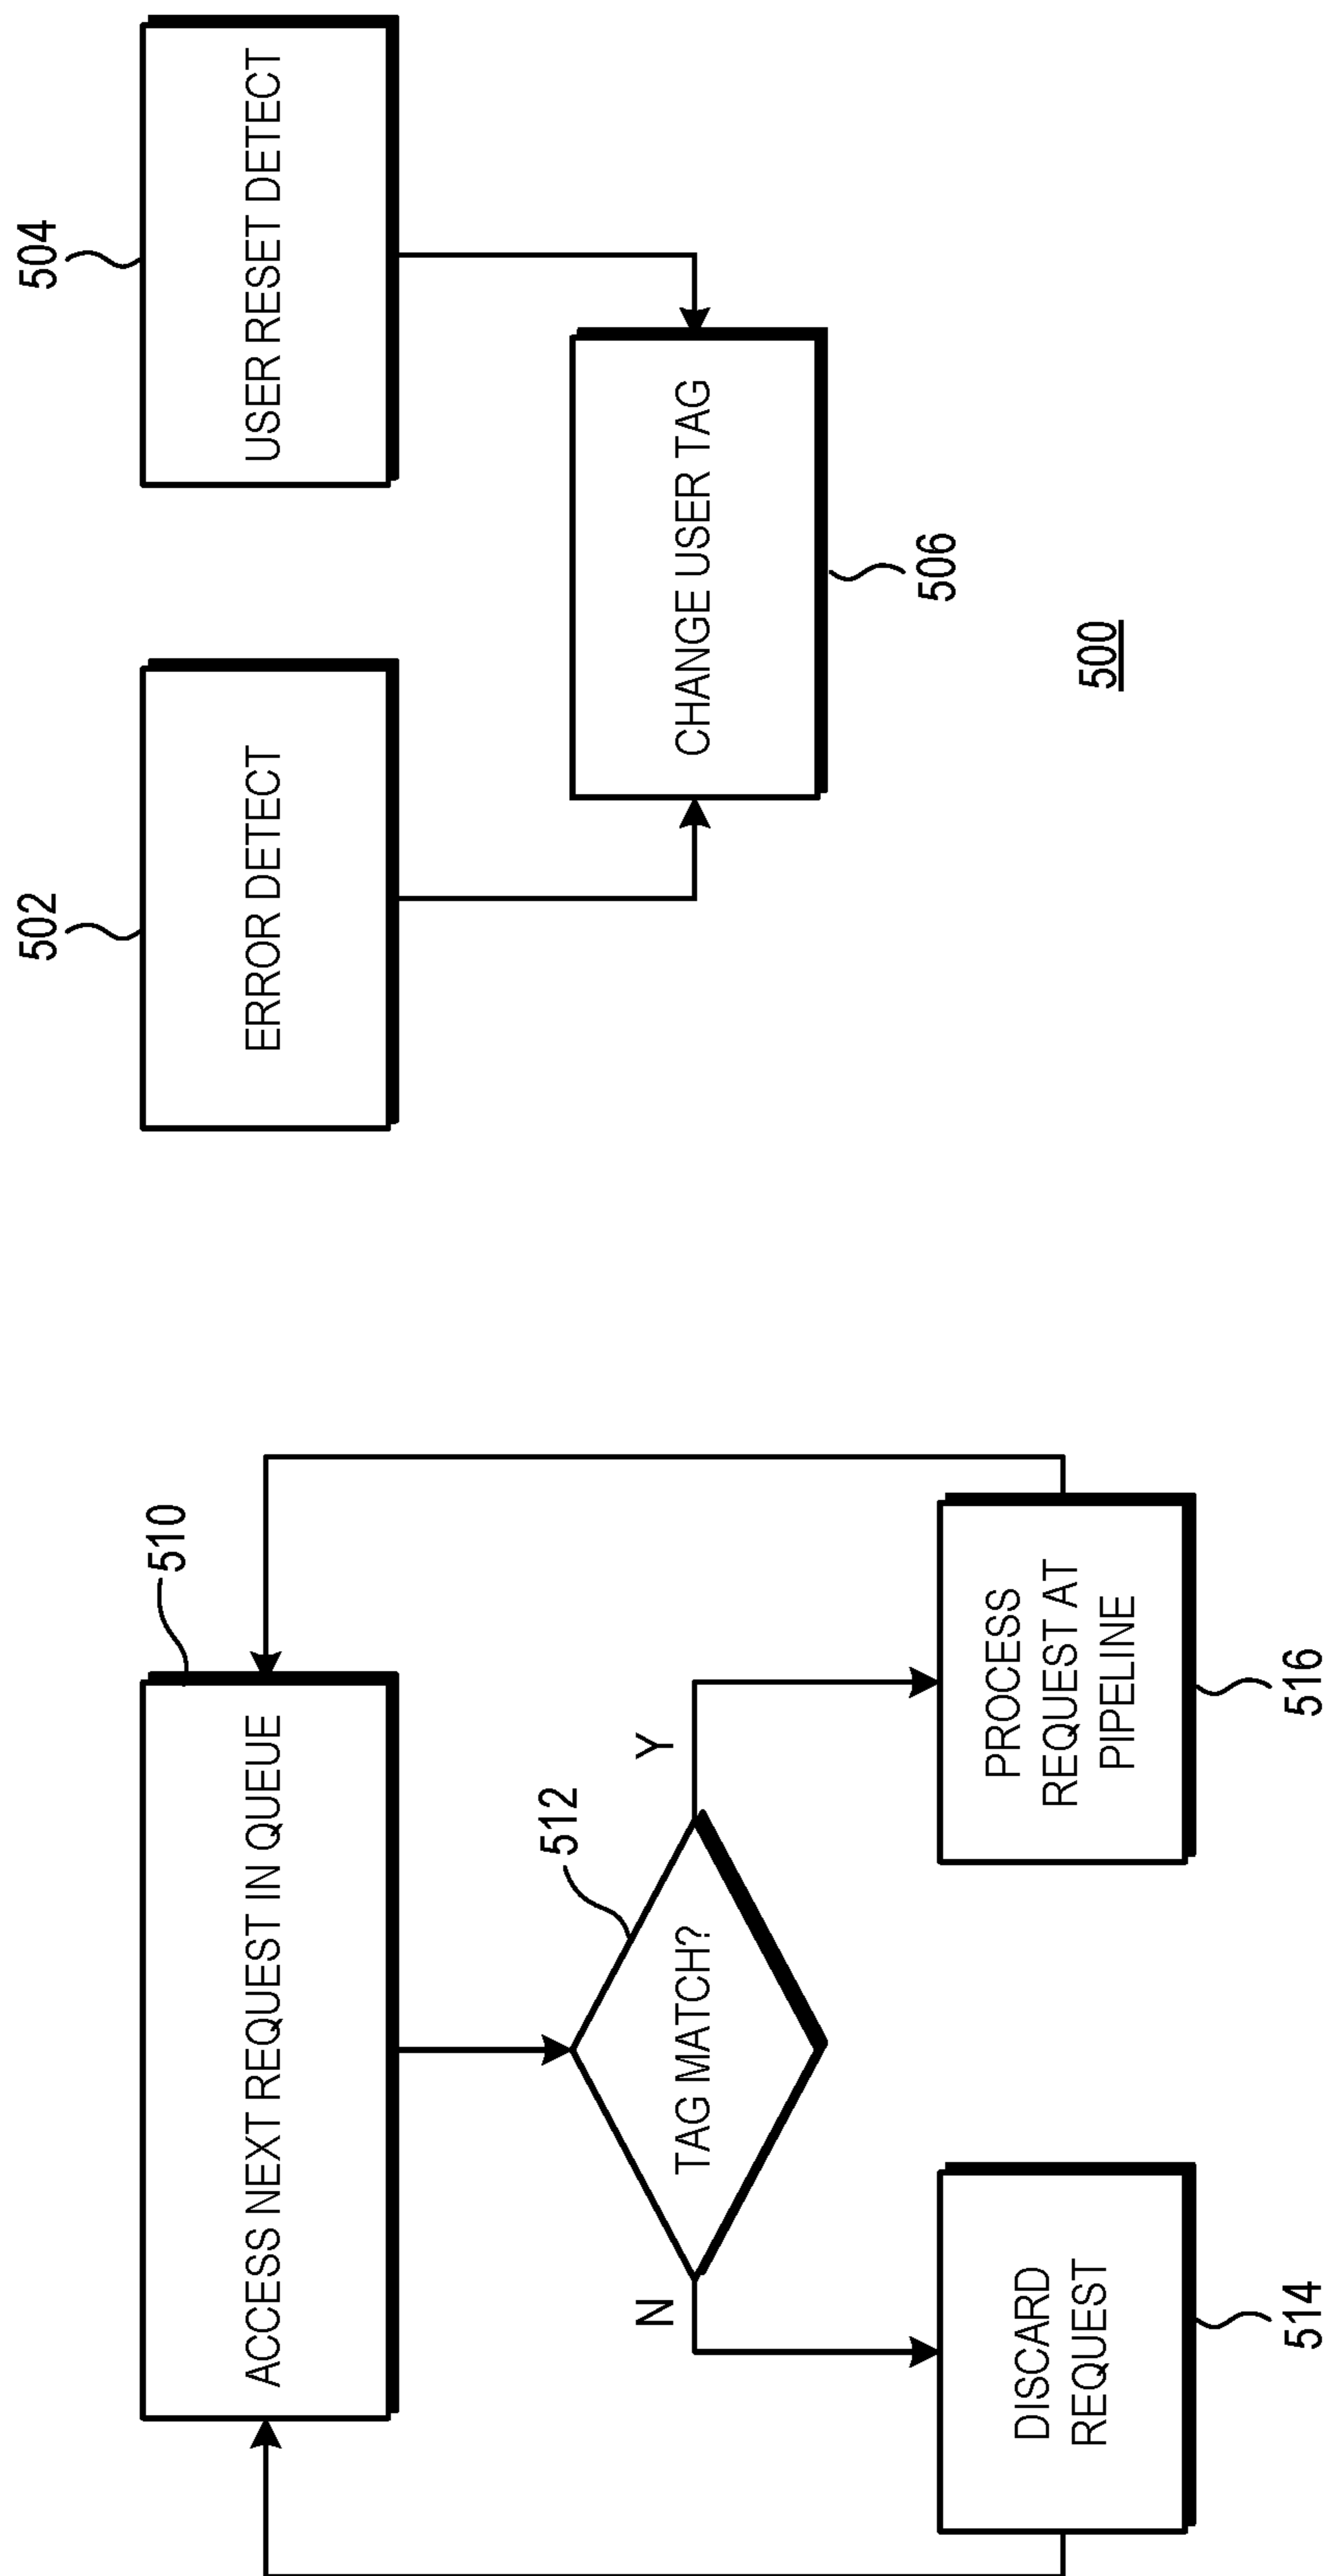 510
ACCESS NEXT REQUEST IN QUEUE
512
TAG MATCH?
N
Y
DISCARD
REQUEST
514
PROCESS
REQUEST AT
PIPELINE
516
502
ERROR DETECT
504
USER RESET DETECT
CHANGE USER TAG
506
500